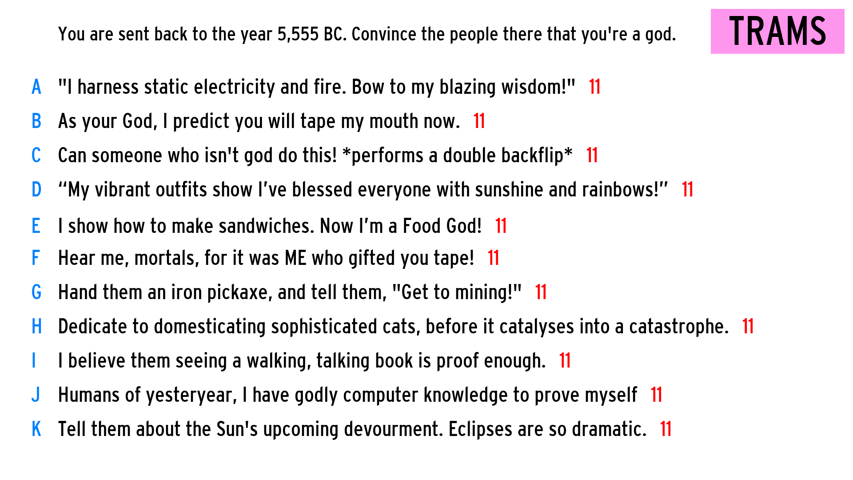 You are sent back to the year 5,555 BC. Convince the people there that you're a god.
TRAMS
A "I harness static electricity and fire. Bow to my blazing wisdom!" 11
B As your God, I predict you will tape my mouth now. 11
C Can someone who isn't god do this! *performs a double backflip* 11
D “My vibrant outfits show I’ve blessed everyone with sunshine and rainbows!” 11
E I show how to make sandwiches. Now I’m a Food God! 11
F Hear me, mortals, for it was ME who gifted you tape! 11
G Hand them an iron pickaxe, and tell them, "Get to mining!" 11
H Dedicate to domesticating sophisticated cats, before it catalyses into a catastrophe. 11
I I believe them seeing a walking, talking book is proof enough. 11
J Humans of yesteryear, I have godly computer knowledge to prove myself 11
K Tell them about the Sun's upcoming devourment. Eclipses are so dramatic. 11